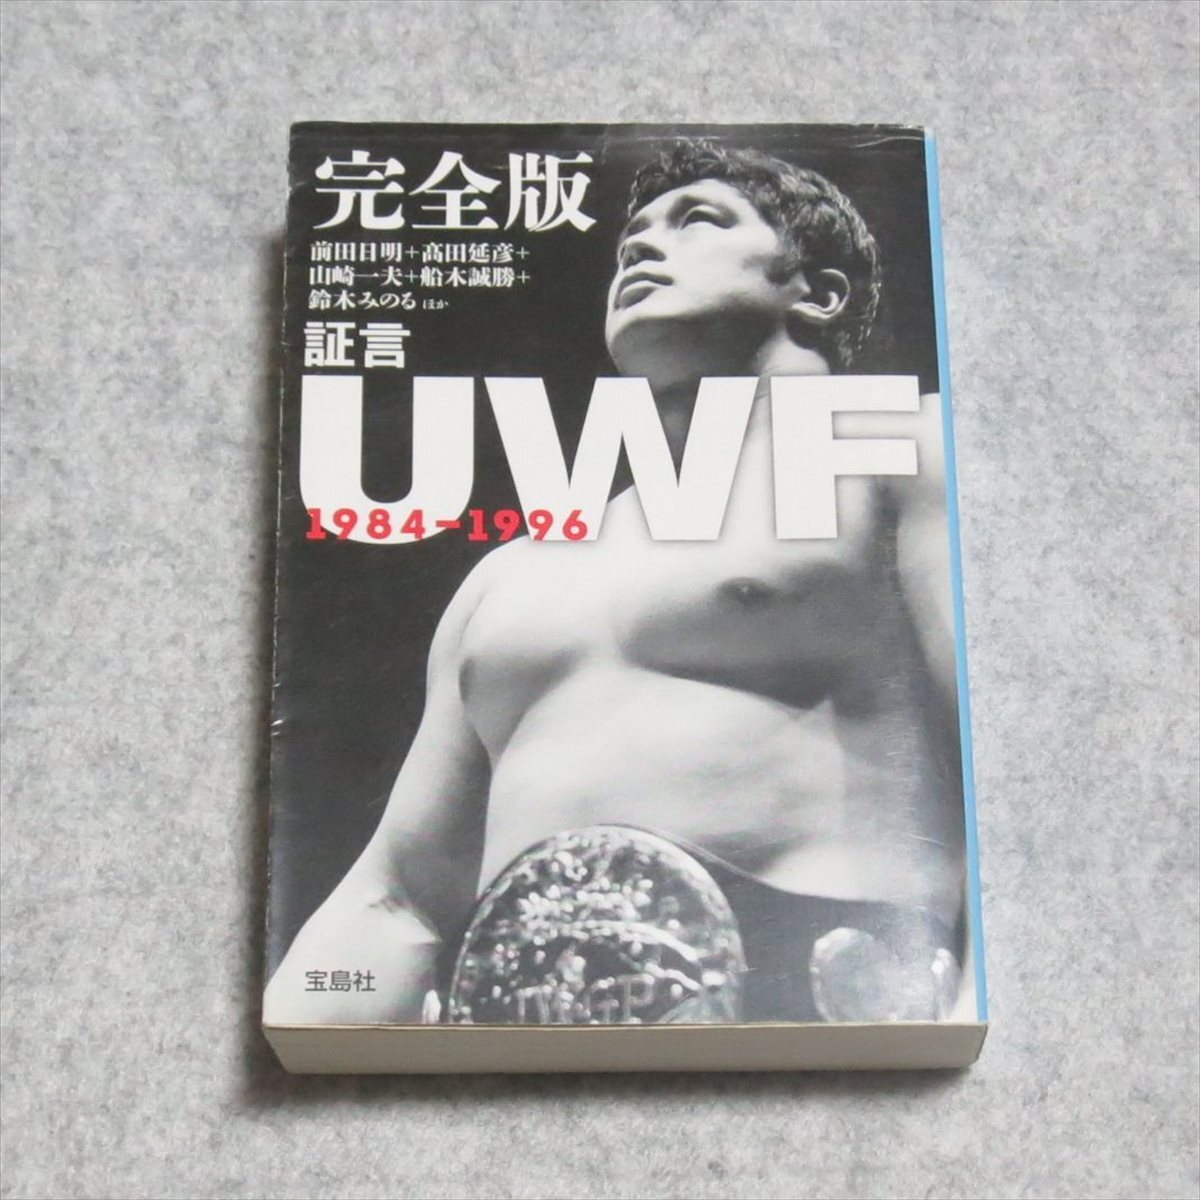 完全版
前田日明+髙田延彦+
山崎一夫+船木誠勝+
鈴木みのる ほか
証言
UWF
1984-1996
IWGP
宝島社